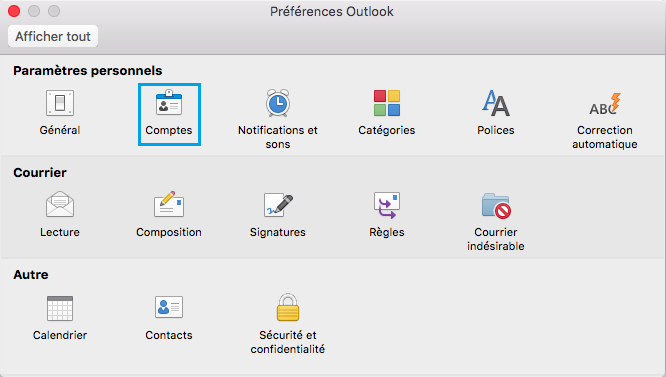 Préférences Outlook
Afficher tout
Paramètres personnels
Général
Comptes
Notifications et
sons
Catégories
AA
Polices
ABC
Correction
automatique
Courrier
Lecture
Composition
Signatures
Règles
Courrier
indésirable
Autre
Calendrier
Contacts
Sécurité et
confidentialité